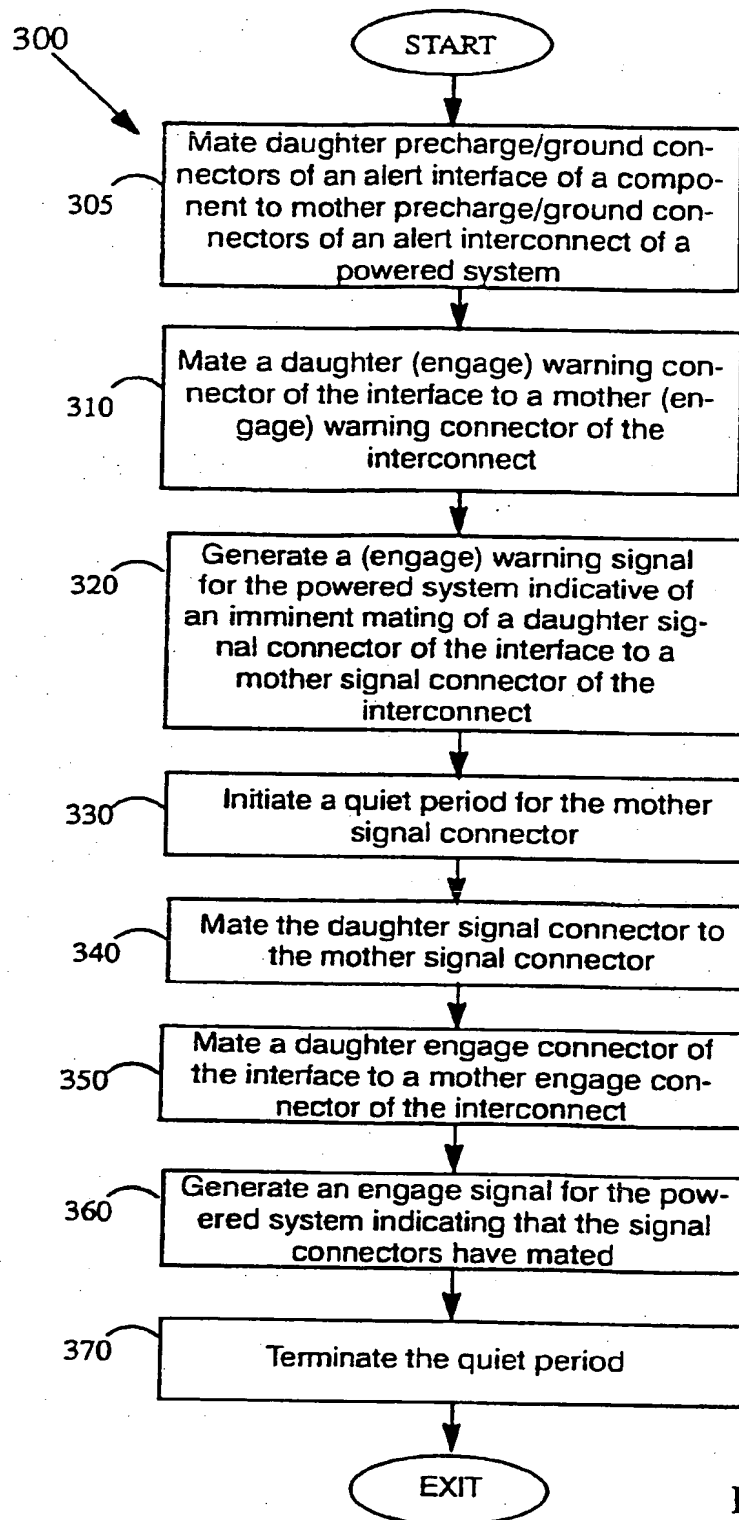 300
START
305
Mate daughter precharge/ground con-
nectors of an alert interface of a compo-
nent to mother precharge/ground con-
nectors of an alert interconnect of a
powered system
310
Mate a daughter (engage) warning con-
nector of the interface to a mother (en-
gage) warning connector of the
interconnect
320
Generate a (engage) warning signal
for the powered system indicative of
an imminent mating of a daughter sig-
nal connector of the interface to a
mother signal connector of the
interconnect
330
Initiate a quiet period for the mother
signal connector
340
Mate the daughter signal connector to
the mother signal connector
350
Mate a daughter engage connector of
the interface to a mother engage con-
nector of the interconnect
360
Generate an engage signal for the pow-
ered system indicating that the signal
connectors have mated
370
Terminate the quiet period
EXIT